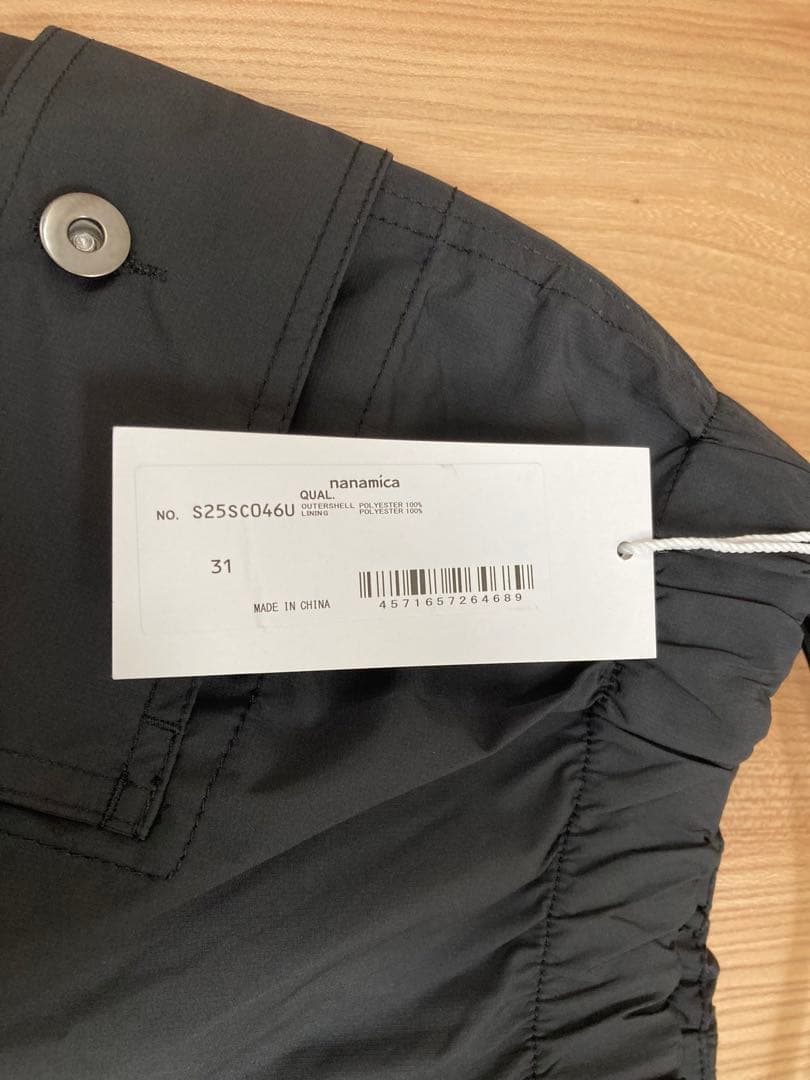 nanamica
QUAL.
NO. S25SC046U
OUTERSHELL POLYESTER 100%
LINING POLYESTER 100%
31
MADE IN CHINA
4571657264689